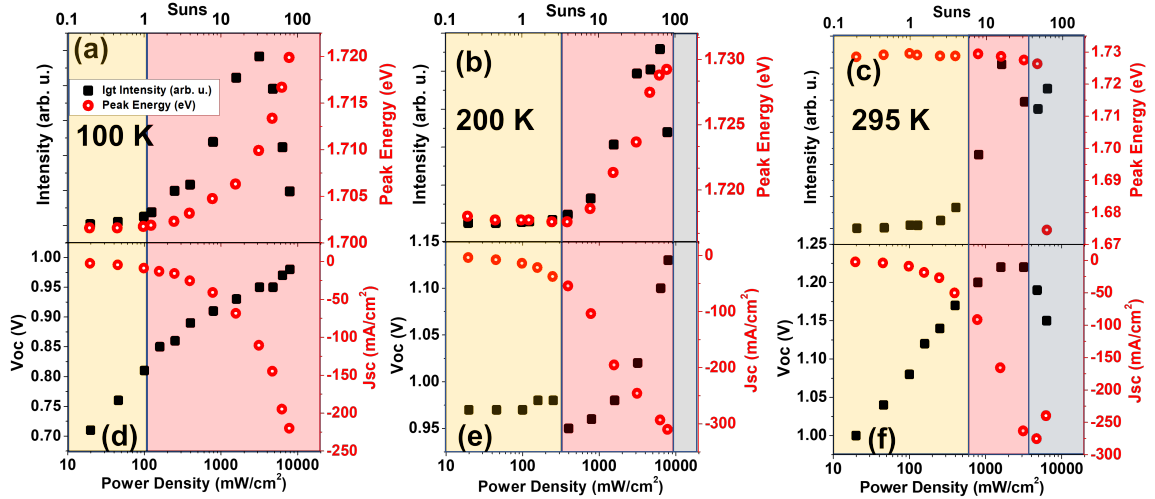 Suns
0.1 1 10 100
Suns
0.1 1 10 100
Suns
0.1 1 10 100
(a)
Igt Intensity (arb. u.)
Peak Energy (eV)
100 K
Intensity (arb. u.)
Peak Energy (eV)
1.720
1.715
1.710
1.705
1.700
(b)
200 K
Intensity (arb. u.)
Peak Energy (eV)
1.730
1.725
1.720
(c)
295 K
Intensity (arb. u.)
Peak Energy (eV)
1.73
1.72
1.71
1.70
1.69
1.68
1.67
(d)
Voc (V)
1.00
0.95
0.90
0.85
0.80
0.75
0.70
Jsc (mA/cm²)
0
-50
-100
-150
-200
-250
(e)
Voc (V)
1.15
1.10
1.05
1.00
0.95
Jsc (mA/cm²)
0
-100
-200
-300
(f)
Voc (V)
1.25
1.20
1.15
1.10
1.05
1.00
Jsc (mA/cm²)
0
-50
-100
-150
-200
-250
-300
10 100 1000 10000
Power Density (mW/cm²)
10 100 1000 10000
Power Density (mW/cm²)
10 100 1000 10000
Power Density (mW/cm²)